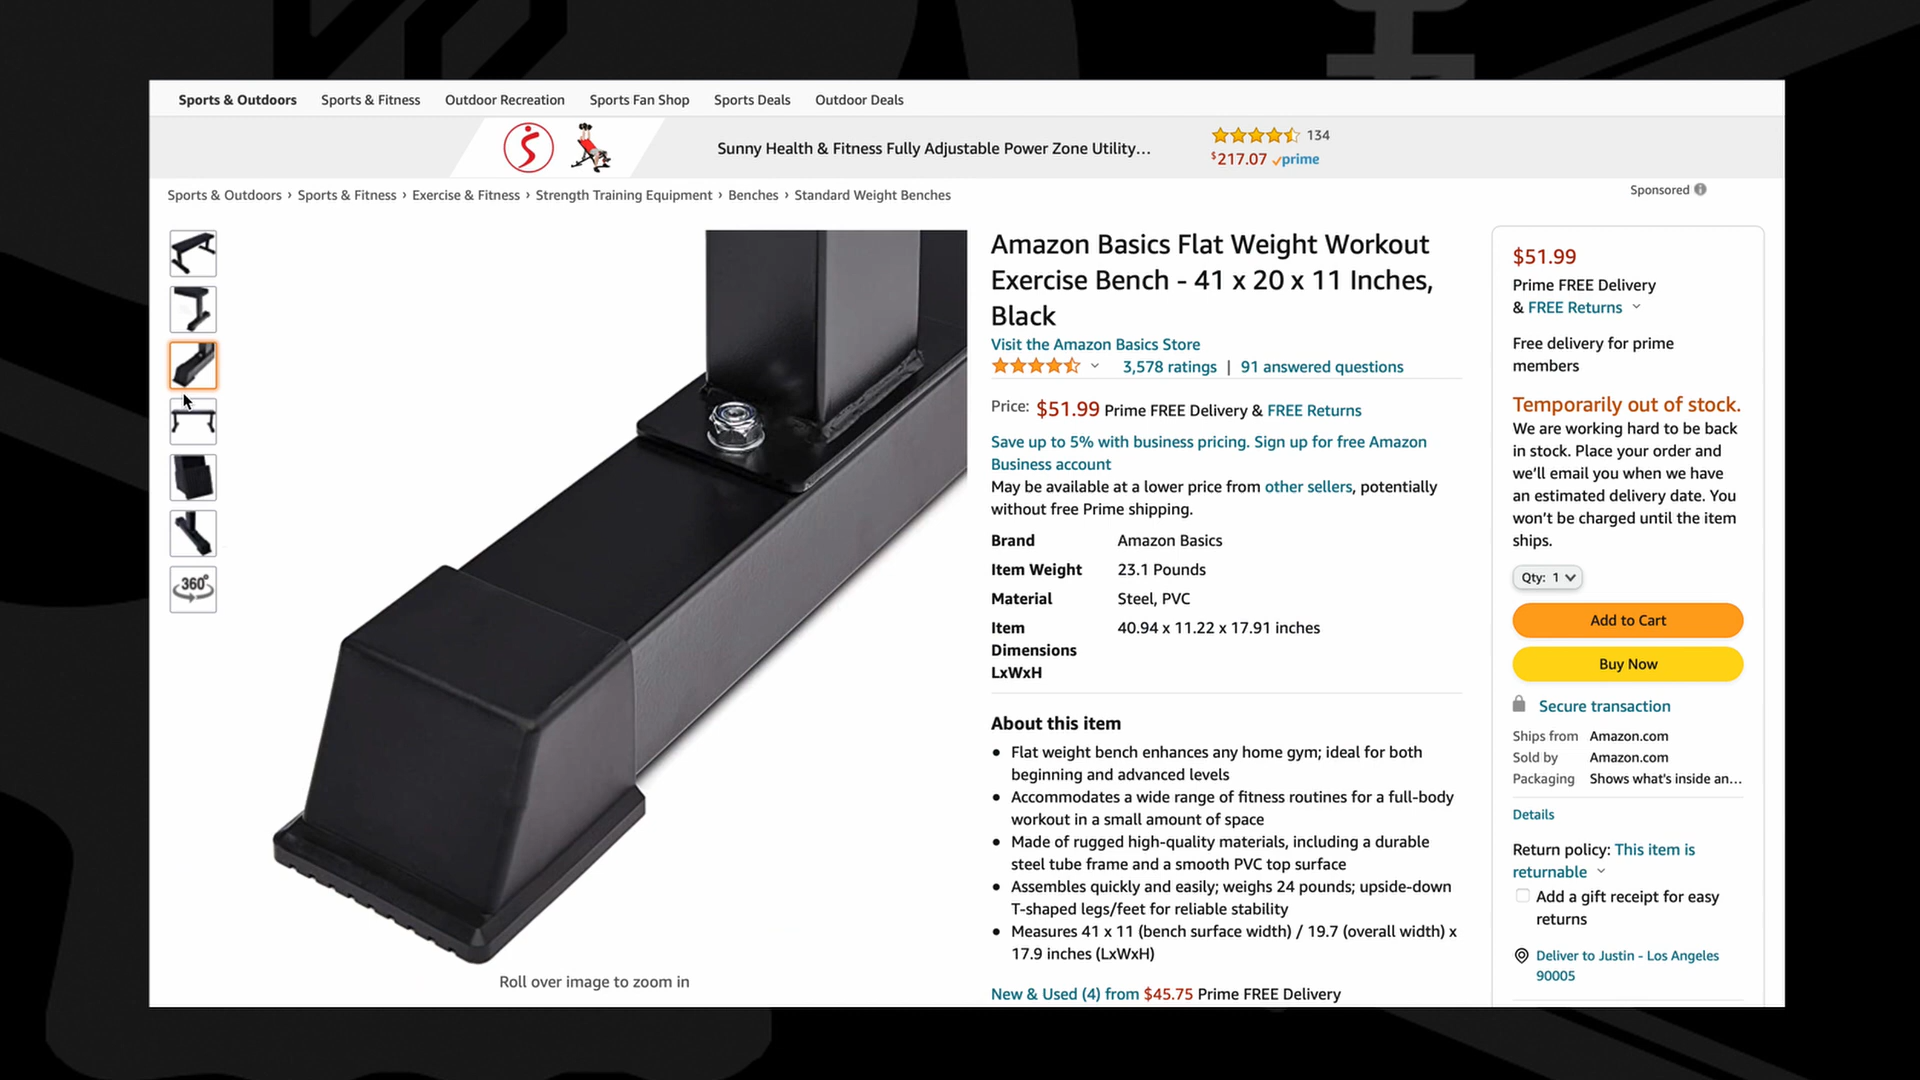 Sports & Outdoors Sports & Fitness Outdoor Recreation Sports Fan Shop Sports Deals Outdoor Deals
Sunny Health & Fitness Fully Adjustable Power Zone Utility…
134
$217.07 prime
Sports & Outdoors › Sports & Fitness › Exercise & Fitness › Strength Training Equipment › Benches › Standard Weight Benches
Sponsored
360°
Roll over image to zoom in
Amazon Basics Flat Weight Workout
Exercise Bench - 41 x 20 x 11 Inches,
Black
Visit the Amazon Basics Store
3,578 ratings | 91 answered questions
Price: $51.99 Prime FREE Delivery & FREE Returns
Save up to 5% with business pricing. Sign up for free Amazon
Business account
May be available at a lower price from other sellers, potentially
without free Prime shipping.
Brand Amazon Basics
Item Weight 23.1 Pounds
Material Steel, PVC
Item 40.94 x 11.22 x 17.91 inches
Dimensions
LxWxH
About this item
• Flat weight bench enhances any home gym; ideal for both
beginning and advanced levels
• Accommodates a wide range of fitness routines for a full-body
workout in a small amount of space
• Made of rugged high-quality materials, including a durable
steel tube frame and a smooth PVC top surface
• Assembles quickly and easily; weighs 24 pounds; upside-down
T-shaped legs/feet for reliable stability
• Measures 41 x 11 (bench surface width) / 19.7 (overall width) x
17.9 inches (LxWxH)
New & Used (4) from $45.75 Prime FREE Delivery
$51.99
Prime FREE Delivery
& FREE Returns
Free delivery for prime
members
Temporarily out of stock.
We are working hard to be back
in stock. Place your order and
we’ll email you when we have
an estimated delivery date. You
won’t be charged until the item
ships.
Qty: 1
Add to Cart
Buy Now
Secure transaction
Ships from Amazon.com
Sold by Amazon.com
Packaging Shows what's inside an…
Details
Return policy: This item is
returnable
Add a gift receipt for easy
returns
Deliver to Justin - Los Angeles
90005